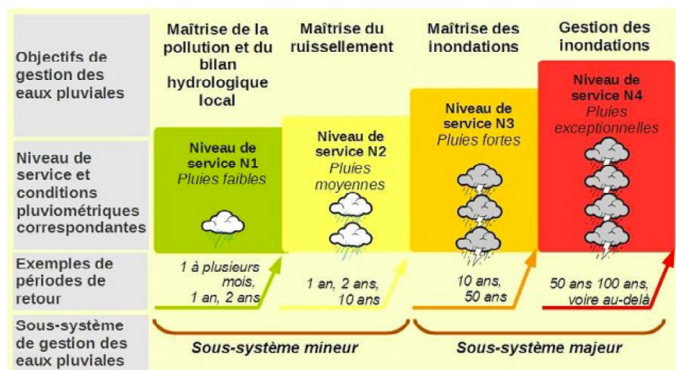 Objectifs de
gestion des
eaux pluviales
Maîtrise de la
pollution et du
bilan
hydrologique
local
Maîtrise du
ruissellement
Maîtrise des
inondations
Gestion des
inondations
Niveau de
service et
conditions
pluviométriques
correspondantes
Niveau de
service N1
Pluies faibles
Niveau de
service N2
Pluies
moyennes
Niveau de
service N3
Pluies fortes
Niveau de
service N4
Pluies
exceptionnelles
Exemples de
périodes de
retour
1 à plusieurs
mois,
1 an, 2 ans
1 an, 2 ans,
10 ans
10 ans,
50 ans
50 ans 100 ans,
voire au-delà,
Sous-système
de gestion des
eaux pluviales
Sous-système mineur
Sous-système majeur